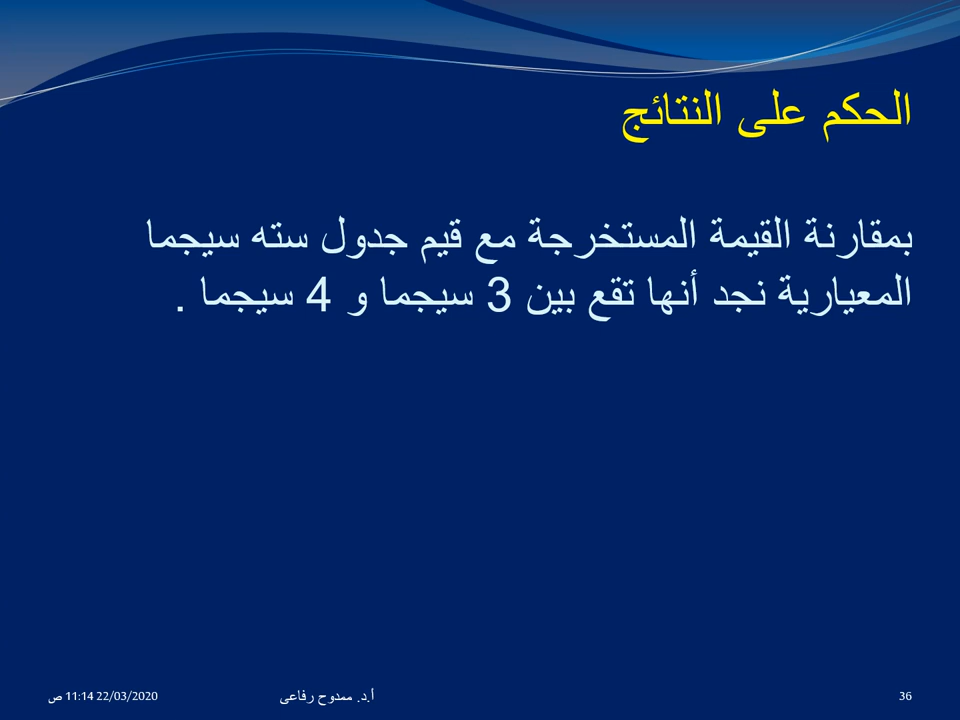 الحكم على النتائج
بمقارنة القيمة المستخرجة مع قيم جدول سته سيجما
المعيارية نجد أنها تقع بين 3 سيجما و 4 سيجما .
36
أ.د. ممدوح رفاعى
22/03/2020 11:14 ص